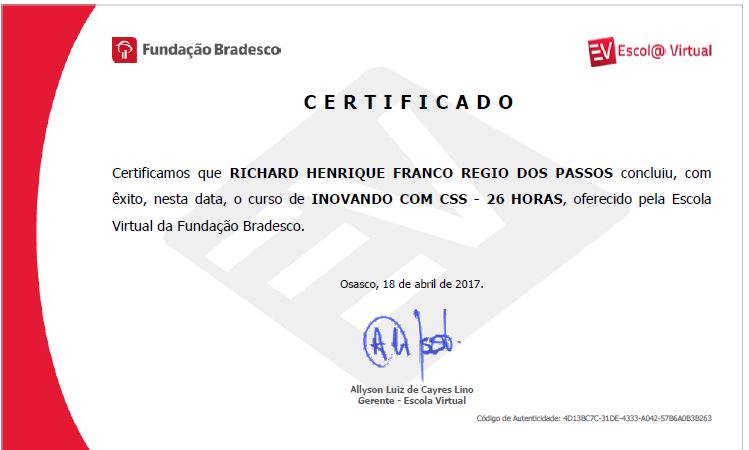 Fundação Bradesco
EV Escol@ Virtual
CERTIFICADO
Certificamos que RICHARD HENRIQUE FRANCO REGIO DOS PASSOS concluiu, com
êxito, nesta data, o curso de INOVANDO COM CSS - 26 HORAS, oferecido pela Escola
Virtual da Fundação Bradesco.
Osasco, 18 de abril de 2017.
Allyson Luiz de Cayres Lino
Gerente - Escola Virtual
Código de Autenticidade: 4D13BC7C-31DE-4333-A042-57B6A0B3B263